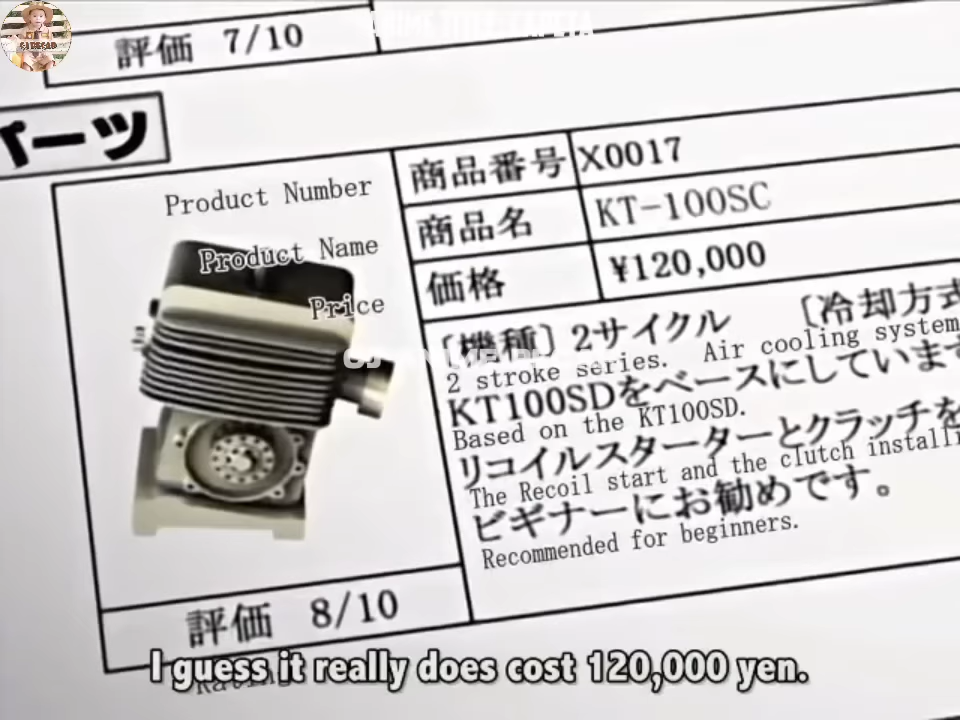 評価 7/10
パーツ
商品番号 X0017
Product Number
商品名 KT-100SC
Product Name
価格 ¥120,000
Price
〔機種〕2サイクル 〔冷却方式
2 stroke series. Air cooling system
KT100SDをベースにしています
Based on the KT100SD.
リコイルスターターとクラッチを
The Recoil start and the clutch installi
ビギナーにお勧めです。
Recommended for beginners.
評価 8/10
Rating
I guess it really does cost 120,000 yen.